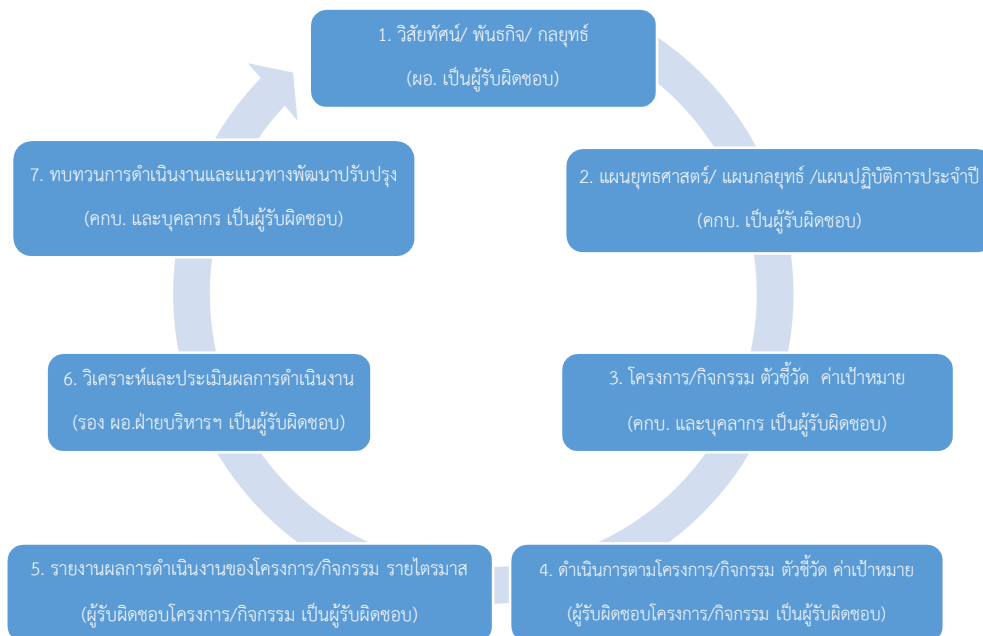 1. วิสัยทัศน์/ พันธกิจ/ กลยุทธ์
(ผอ. เป็นผู้รับผิดชอบ)
2. แผนยุทธศาสตร์/ แผนกลยุทธ์ /แผนปฏิบัติการประจำปี
(คกบ. เป็นผู้รับผิดชอบ)
3. โครงการ/กิจกรรม ตัวชี้วัด ค่าเป้าหมาย
(คกบ. และบุคลากร เป็นผู้รับผิดชอบ)
4. ดำเนินการตามโครงการ/กิจกรรม ตัวชี้วัด ค่าเป้าหมาย
(ผู้รับผิดชอบโครงการ/กิจกรรม เป็นผู้รับผิดชอบ)
5. รายงานผลการดำเนินงานของโครงการ/กิจกรรม รายไตรมาส
(ผู้รับผิดชอบโครงการ/กิจกรรม เป็นผู้รับผิดชอบ)
6. วิเคราะห์และประเมินผลการดำเนินงาน
(รอง ผอ.ฝ่ายบริหารฯ เป็นผู้รับผิดชอบ)
7. ทบทวนการดำเนินงานและแนวทางพัฒนาปรับปรุง
(คกบ. และบุคลากร เป็นผู้รับผิดชอบ)